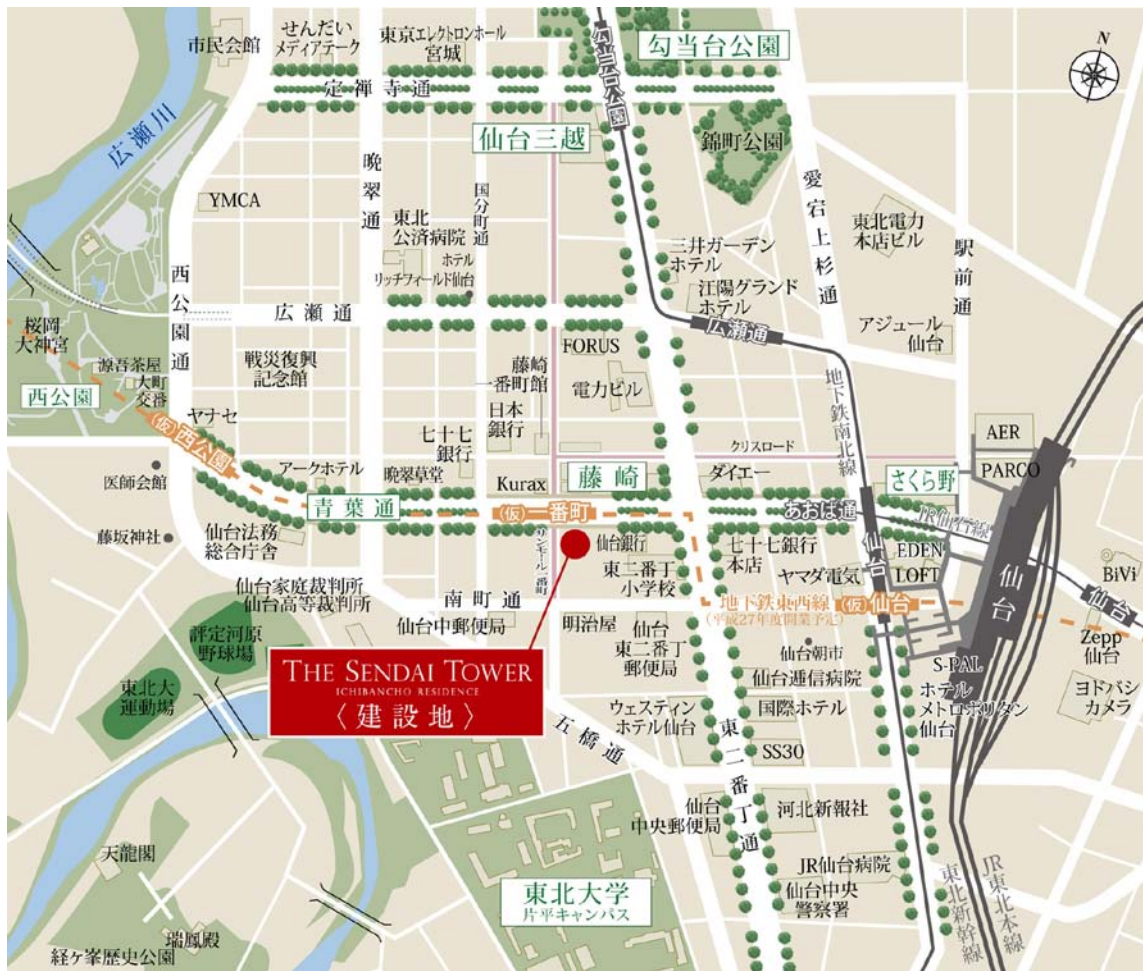 市民会館
せんだい
メディアテーク
東京エレクトロンホール
宮城
勾当台公園
勾当台公園
N
定禅寺通
広瀬川
仙台三越
錦町公園
晩翠通
国分町通
愛宕上杉通
YMCA
東北
公済病院
東北電力
本店ビル
駅前通
ホテル
リッチフィールド仙台
三井ガーデン
ホテル
江陽グランド
ホテル
西公園通
広瀬通
広瀬通
アジュール
仙台
桜岡
大神宮
源吾茶屋
大町
交番
西公園
戦災復興
記念館
FORUS
藤崎
一番町館
電力ビル
地下鉄南北線
日本
銀行
ヤナセ
(仮)西公園
七十七
銀行
クリスロード
AER
PARCO
医師会館
アークホテル
晩翠草堂
Kurax
藤崎
ダイエー
さくら野
青葉通
(仮)一番町
あおば通
JR仙石線
藤坂神社
仙台法務
総合庁舎
サンモール一番町
仙台銀行
東二番丁
小学校
七十七銀行
本店
ヤマダ電気
仙台
EDEN
LOFT
仙台
BiVi
仙台
仙台家庭裁判所
仙台高等裁判所
南町通
地下鉄東西線
(平成27年度開業予定)
(仮)仙台
評定河原
野球場
仙台中郵便局
明治屋
仙台
東二番丁
郵便局
仙台朝市
Zepp
仙台
東北大
運動場
THE SENDAI TOWER
ICHIBANCHO RESIDENCE
〈建設地〉
仙台逓信病院
S-PAL
ホテル
メトロポリタン
仙台
ヨドバシ
カメラ
ウェスティン
ホテル仙台
国際ホテル
五橋通
東二番丁通
SS30
仙台
中央郵便局
河北新報社
天龍閣
JR仙台病院
仙台中央
警察署
東北大学
片平キャンパス
東北新幹線
JR東北本線
瑞鳳殿
経ヶ峯歴史公園